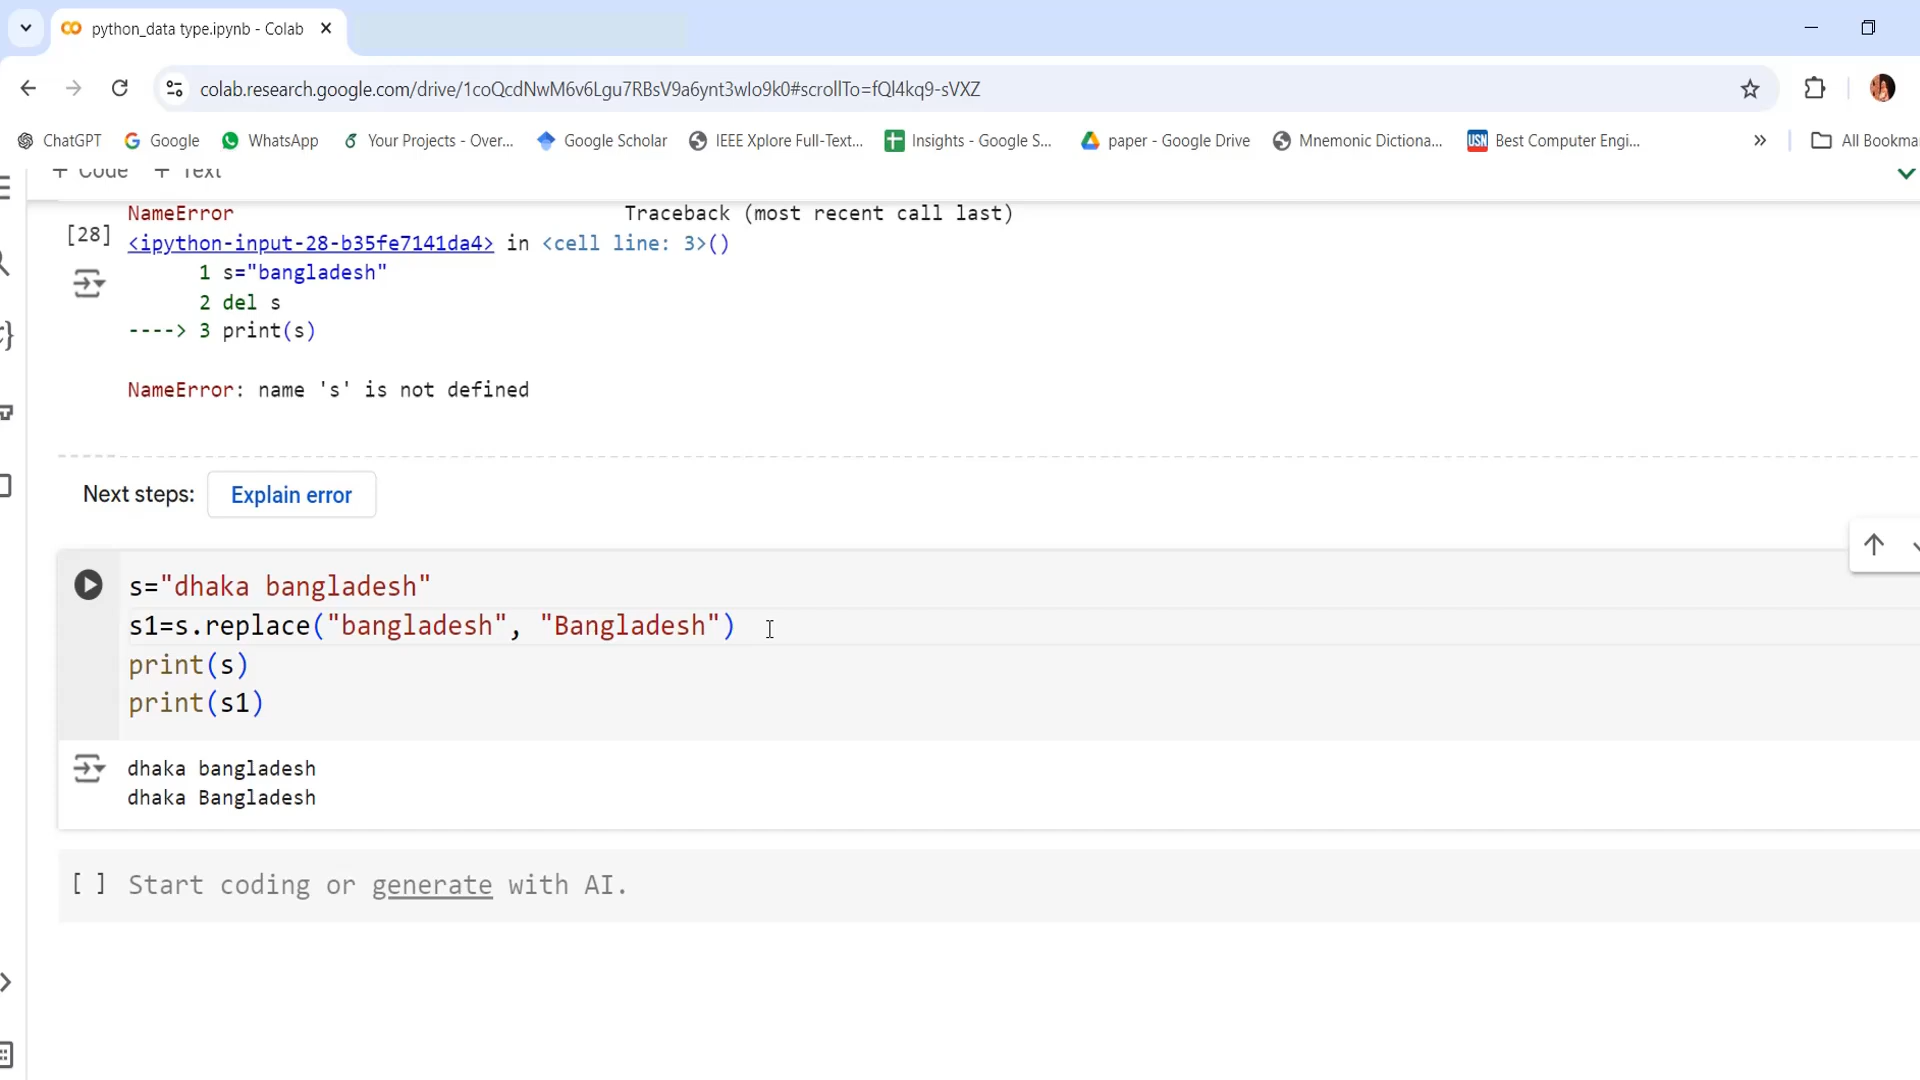 python_data type.ipynb - Colab
colab.research.google.com/drive/1coQcdNwM6v6Lgu7RBsV9a6ynt3wIo9k0#scrollTo=fQl4kq9-sVXZ
ChatGPT Google WhatsApp Your Projects - Over... Google Scholar IEEE Xplore Full-Text... Insights - Google S... paper - Google Drive Mnemonic Dictiona... USN Best Computer Engi... » All Bookma
+ Code + Text
NameError Traceback (most recent call last)
[28] <ipython-input-28-b35fe7141da4> in <cell line: 3>()
1 s="bangladesh"
2 del s
----> 3 print(s)
NameError: name 's' is not defined
Next steps: Explain error
s="dhaka bangladesh"
s1=s.replace("bangladesh", "Bangladesh")
print(s)
print(s1)
dhaka bangladesh
dhaka Bangladesh
[ ] Start coding or generate with AI.